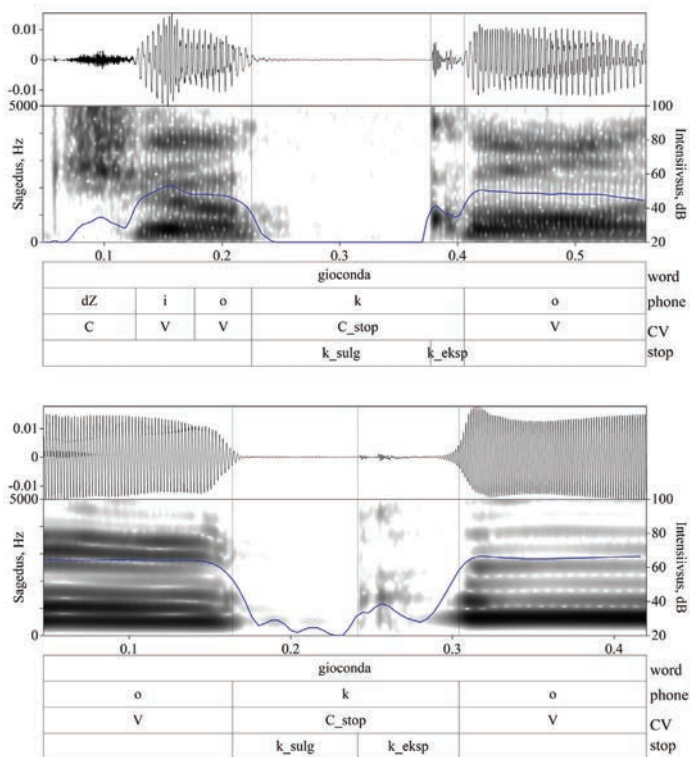 0.01
0
-0.01
5000
100
80
60
40
20
0
Sagedus, Hz
Intensiivsus, dB
0.1 0.2 0.3 0.4 0.5
gioconda word
dZ i o k o phone
C V V C_stop V CV
k_sulg k_eksp stop
0.01
0
-0.01
5000
100
80
60
40
20
0
Sagedus, Hz
Intensiivsus, dB
0.1 0.2 0.3 0.4
gioconda word
o k o phone
V C_stop V CV
k_sulg k_eksp stop